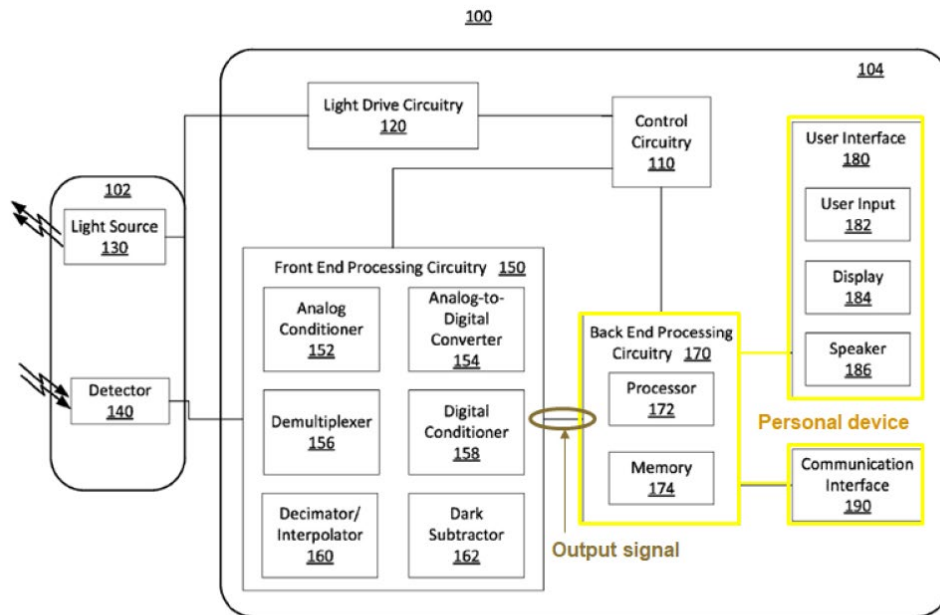 100
104
Light Drive Circuitry
120
Control
Circuitry
110
User Interface
180
User Input
182
Display
184
Speaker
186
102
Light Source
130
Detector
140
Front End Processing Circuitry 150
Analog
Conditioner
152
Analog-to-
Digital
Converter
154
Demultiplexer
156
Digital
Conditioner
158
Decimator/
Interpolator
160
Dark
Subtractor
162
Back End Processing
Circuitry 170
Processor
172
Memory
174
Personal device
Communication
Interface
190
Output signal